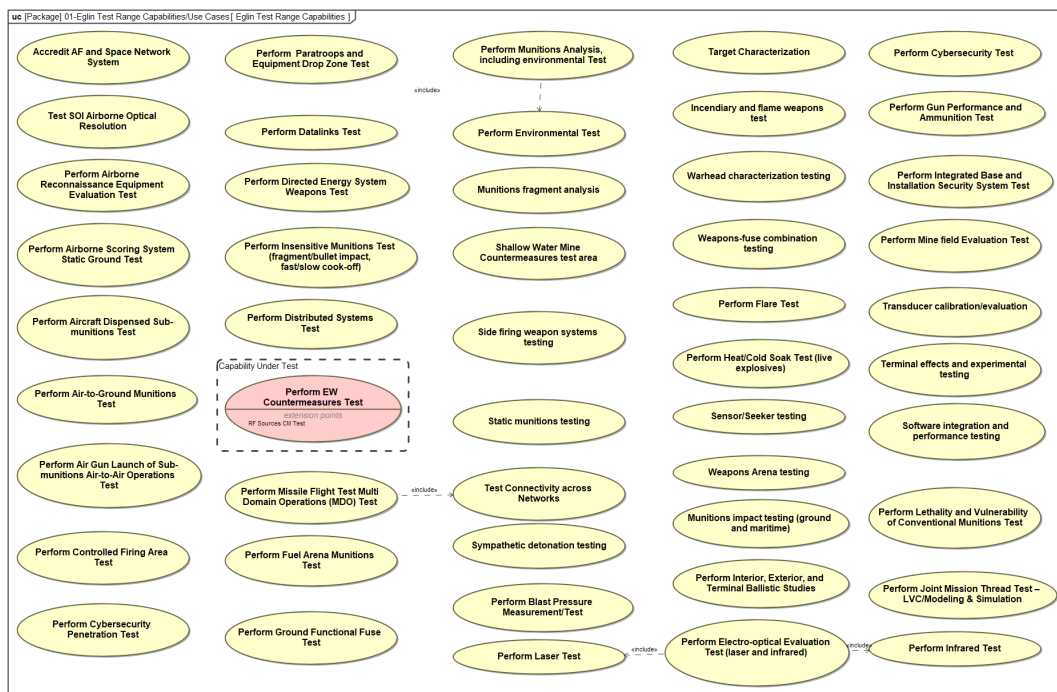 uc [Package] 01-Eglin Test Range Capabilities/Use Cases [ Eglin Test Range Capabilities ]
Accredit AF and Space Network
System
Test SOI Airborne Optical
Resolution
Perform Airborne
Reconnaissance Equipment
Evaluation Test
Perform Airborne Scoring System
Static Ground Test
Perform Aircraft Dispensed Sub-
munitions Test
Perform Air-to-Ground Munitions
Test
Perform Air Gun Launch of Sub-
munitions Air-to-Air Operations
Test
Perform Controlled Firing Area
Test
Perform Cybersecurity
Penetration Test
Perform Paratroops and
Equipment Drop Zone Test
Perform Datalinks Test
Perform Directed Energy System
Weapons Test
Perform Insensitive Munitions Test
(fragment/bullet impact,
fast/slow cook-off)
Perform Distributed Systems
Test
Capability Under Test
Perform EW
Countermeasures Test
extension points
RF Sources CM Test
Perform Missile Flight Test Multi
Domain Operations (MDO) Test
«include»
Perform Fuel Arena Munitions
Test
Perform Ground Functional Fuse
Test
Perform Munitions Analysis,
including environmental Test
«include»
Perform Environmental Test
Munitions fragment analysis
Shallow Water Mine
Countermeasures test area
Side firing weapon systems
testing
Static munitions testing
Test Connectivity across
Networks
Sympathetic detonation testing
Perform Blast Pressure
Measurement/Test
Perform Laser Test
«include»
Target Characterization
Incendiary and flame weapons
test
Warhead characterization testing
Weapons-fuse combination
testing
Perform Flare Test
Perform Heat/Cold Soak Test (live
explosives)
Sensor/Seeker testing
Weapons Arena testing
Munitions impact testing (ground
and maritime)
Perform Interior, Exterior, and
Terminal Ballistic Studies
Perform Electro-optical Evaluation
Test (laser and infrared)
«include»
Perform Cybersecurity Test
Perform Gun Performance and
Ammunition Test
Perform Integrated Base and
Installation Security System Test
Perform Mine field Evaluation Test
Transducer calibration/evaluation
Terminal effects and experimental
testing
Software integration and
performance testing
Perform Lethality and Vulnerability
of Conventional Munitions Test
Perform Joint Mission Thread Test –
LVC/Modeling & Simulation
Perform Infrared Test